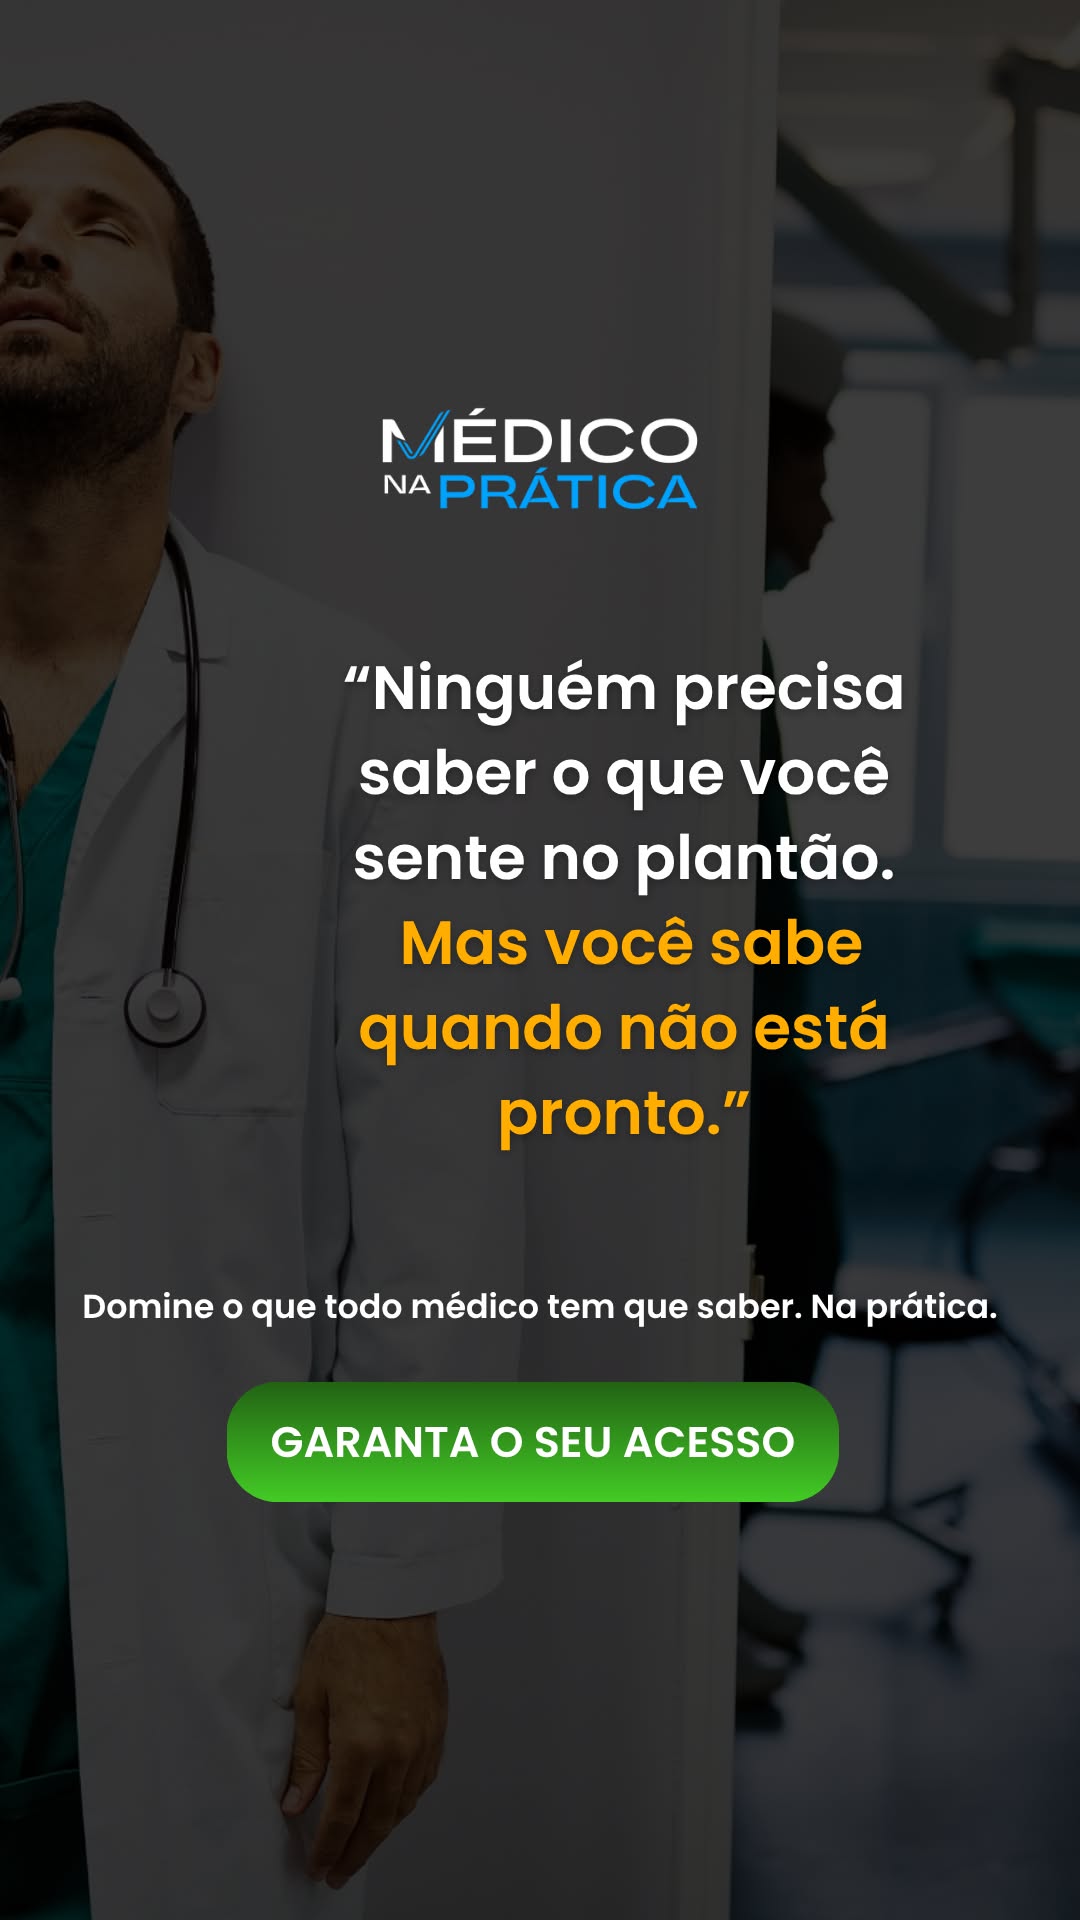 MÉDICO
NA PRÁTICA
“Ninguém precisa
saber o que você
sente no plantão.
Mas você sabe
quando não está
pronto.”
Domine o que todo médico tem que saber. Na prática.
GARANTA O SEU ACESSO